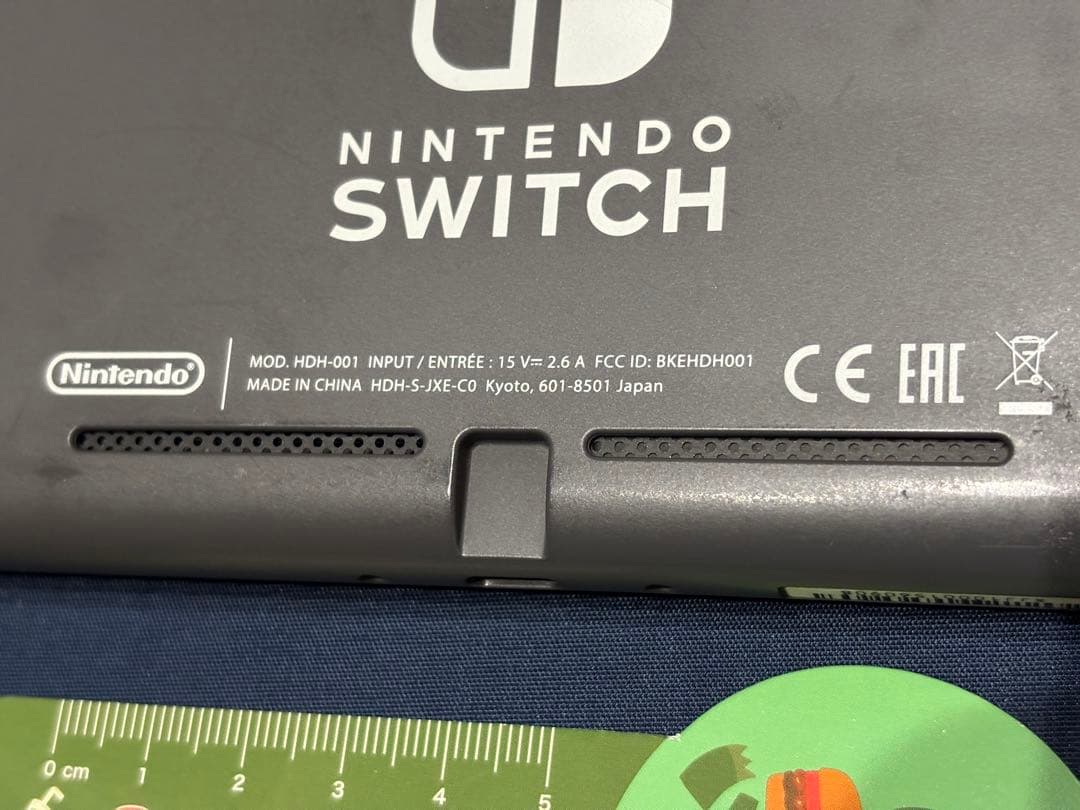 NINTENDO
SWITCH
Nintendo®
MOD. HDH-001 INPUT / ENTRÉE : 15 V⎓ 2.6 A FCC ID: BKEHDH001
MADE IN CHINA HDH-S-JXE-C0 Kyoto, 601-8501 Japan
CE EAC
0 cm 1 2 3 4 5